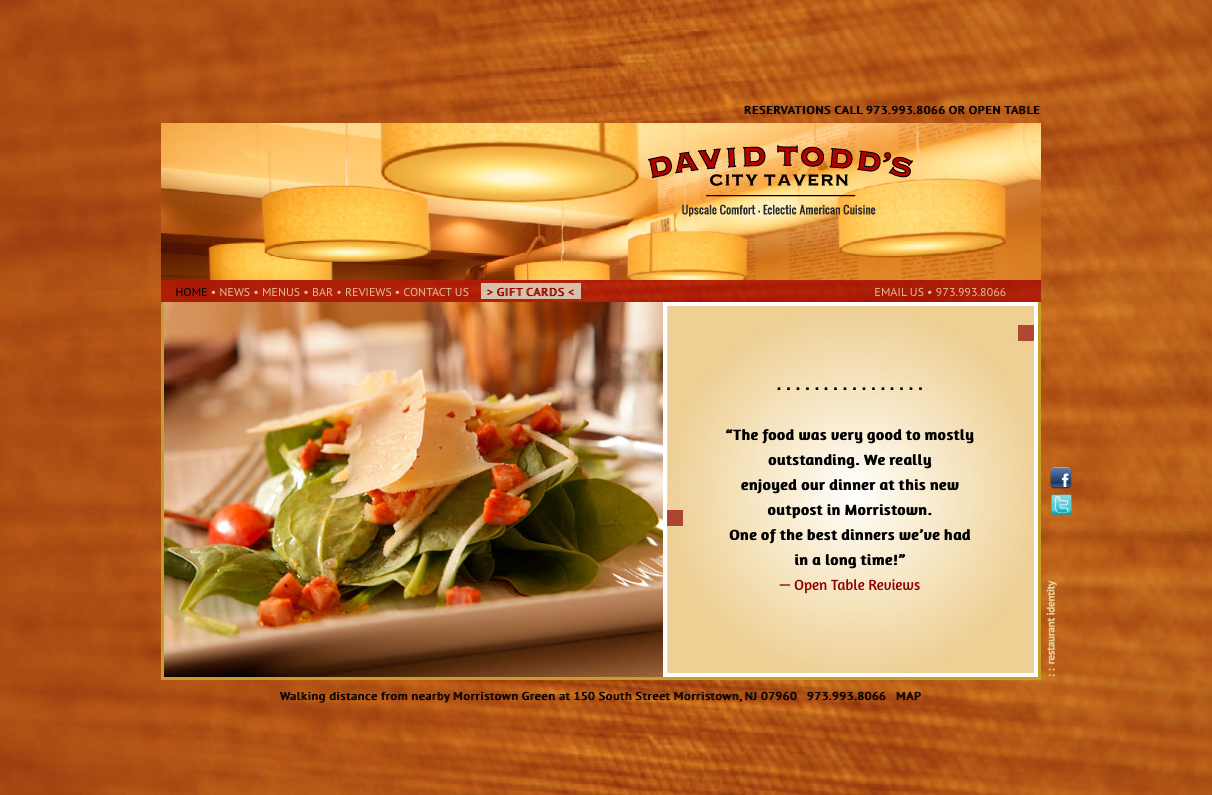 RESERVATIONS CALL 973.993.8066 OR OPEN TABLE
DAVID TODD'S
CITY TAVERN
Upscale Comfort · Eclectic American Cuisine
HOME • NEWS • MENUS • BAR • REVIEWS • CONTACT US > GIFT CARDS < EMAIL US • 973.993.8066
. . . . . . . . . . . . . . . .
“The food was very good to mostly
outstanding. We really
enjoyed our dinner at this new
outpost in Morristown.
One of the best dinners we’ve had
in a long time!”
— Open Table Reviews
f
t
:: restaurant identity
Walking distance from nearby Morristown Green at 150 South Street Morristown, NJ 07960 973.993.8066 MAP